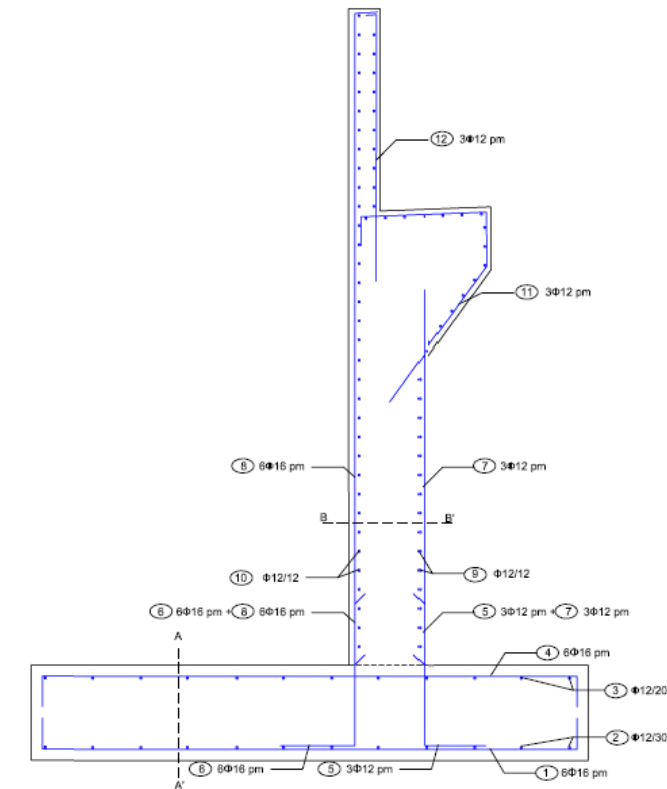 12 3Φ12 pm
11 3Φ12 pm
8 6Φ16 pm
7 3Φ12 pm
B B'
10 Φ12/12
9 Φ12/12
6 6Φ16 pm + 8 6Φ16 pm
5 3Φ12 pm + 7 3Φ12 pm
A
4 6Φ16 pm
3 Φ12/20
2 Φ12/30
6 6Φ16 pm
5 3Φ12 pm
1 6Φ16 pm
A'